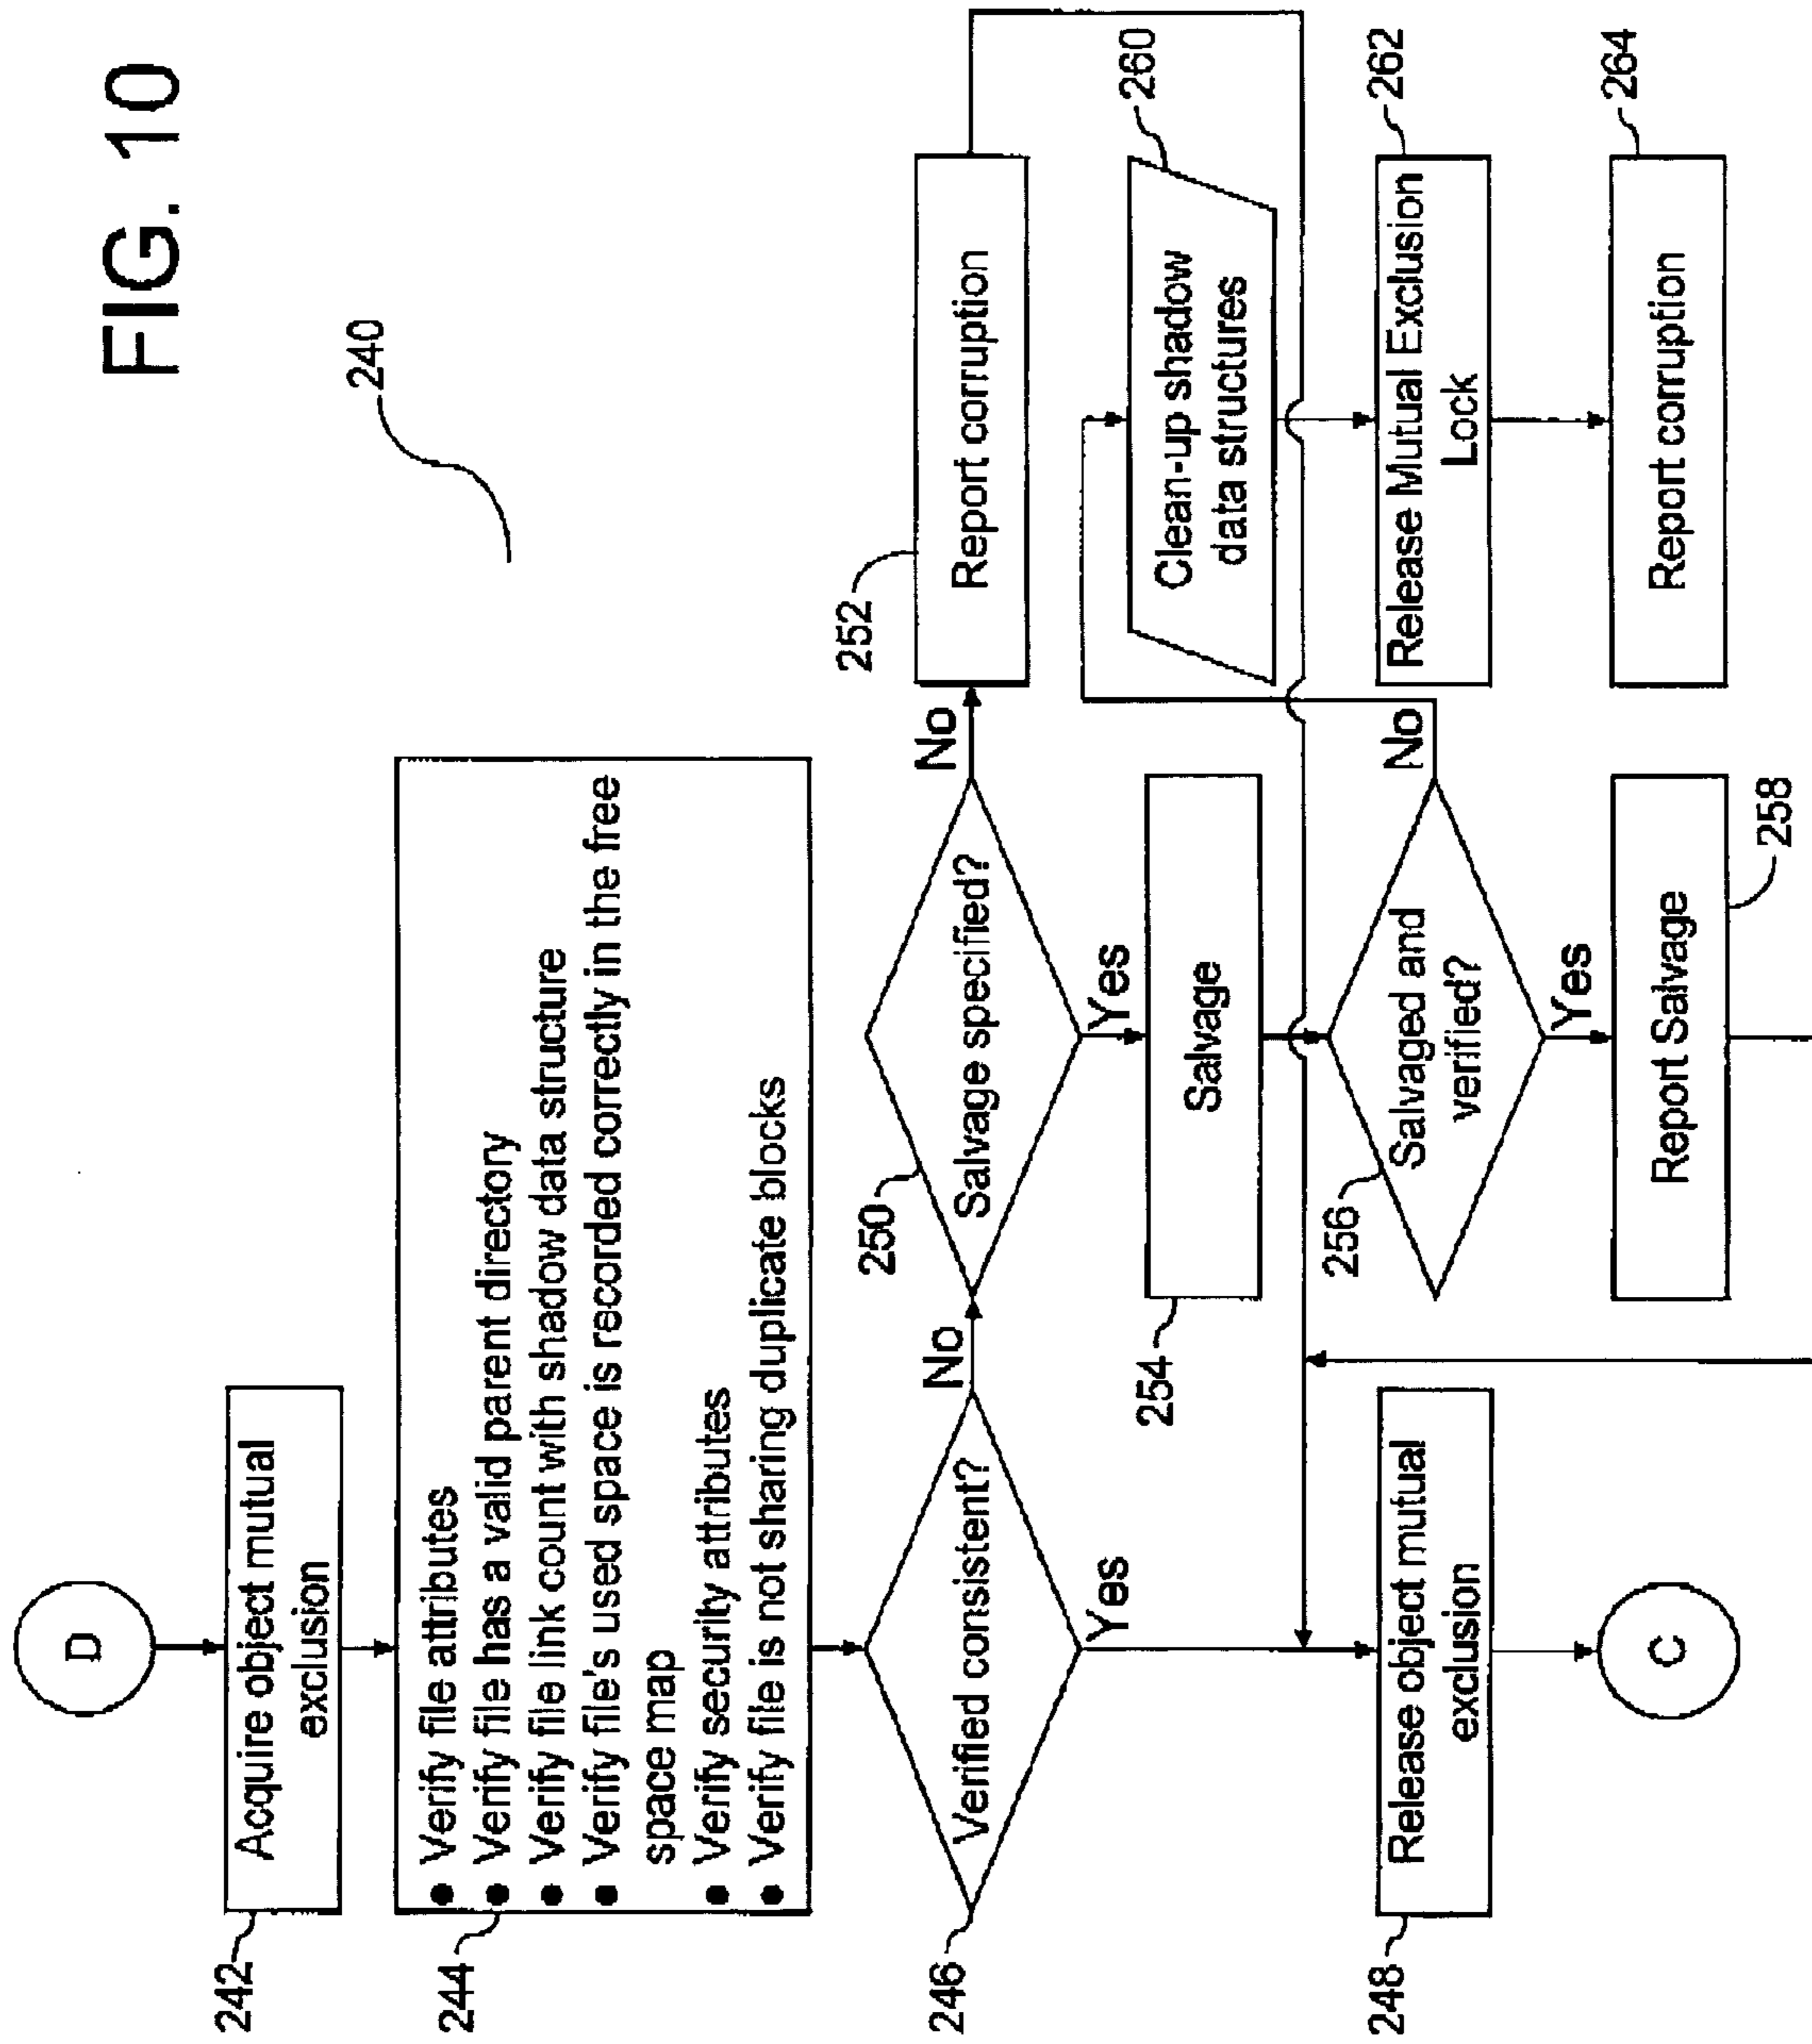 FIG. 10
240
D
242
Acquire object mutual
exclusion
244
● Verify file attributes
● Verify file has a valid parent directory
● Verify file link count with shadow data structure
● Verify file's used space is recorded correctly in the free
space map
● Verify security attributes
● Verify file is not sharing duplicate blocks
246
Verified consistent?
No
Yes
250
Salvage specified?
No
Yes
252
Report corruption
254
Salvage
260
Clean-up shadow
data structures
248
Release object mutual
exclusion
256
Salvaged and
verified?
No
Yes
262
Release Mutual Exclusion
Lock
C
258
Report Salvage
264
Report corruption